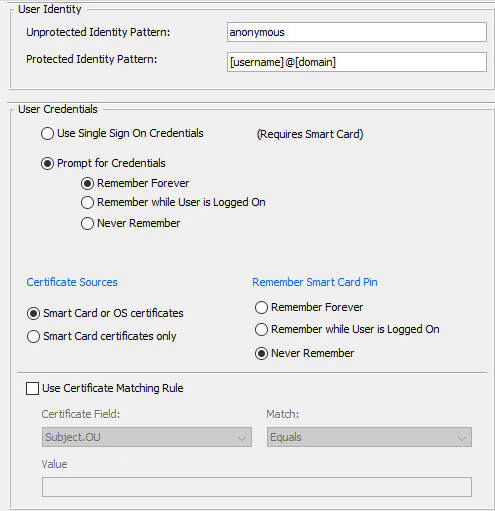 User Identity
Unprotected Identity Pattern: anonymous
Protected Identity Pattern: [username]@[domain]
User Credentials
Use Single Sign On Credentials (Requires Smart Card)
Prompt for Credentials
Remember Forever
Remember while User is Logged On
Never Remember
Certificate Sources
Smart Card or OS certificates
Smart Card certificates only
Remember Smart Card Pin
Remember Forever
Remember while User is Logged On
Never Remember
Use Certificate Matching Rule
Certificate Field: Match:
Subject.OU Equals
Value